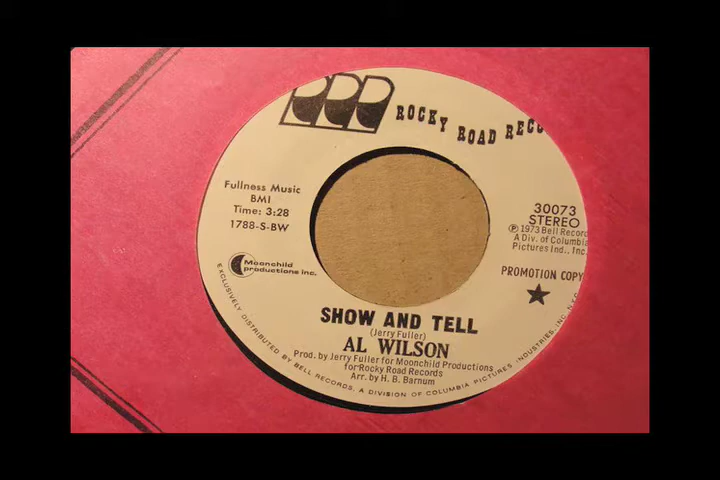 ROCKY ROAD RECO
Fullness Music
BMI
Time: 3:28
1788-S-BW
30073
STEREO
℗ 1973 Bell Record
A Div. of Columbia
Pictures Ind., Inc.
Moonchild
productions inc.
PROMOTION COPY
SHOW AND TELL
(Jerry Fuller)
AL WILSON
Prod. by Jerry Fuller for Moonchild Productions
for Rocky Road Records
Arr. by H. B. Barnum
EXCLUSIVELY DISTRIBUTED BY BELL RECORDS, A DIVISION OF COLUMBIA PICTURES INDUSTRIES, INC.